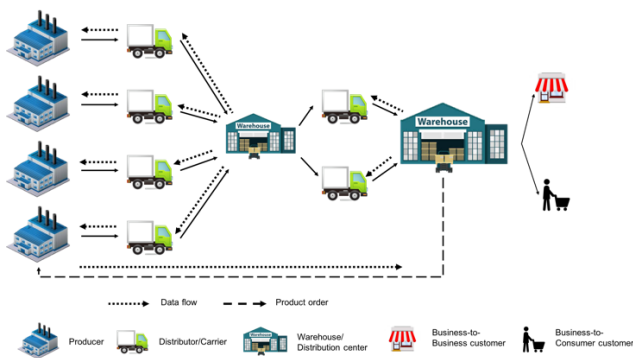 Warehouse
Warehouse
Data flow
Product order
Producer
Distributor/Carrier
Warehouse/
Distribution center
Business-to-
Business customer
Business-to-
Consumer customer